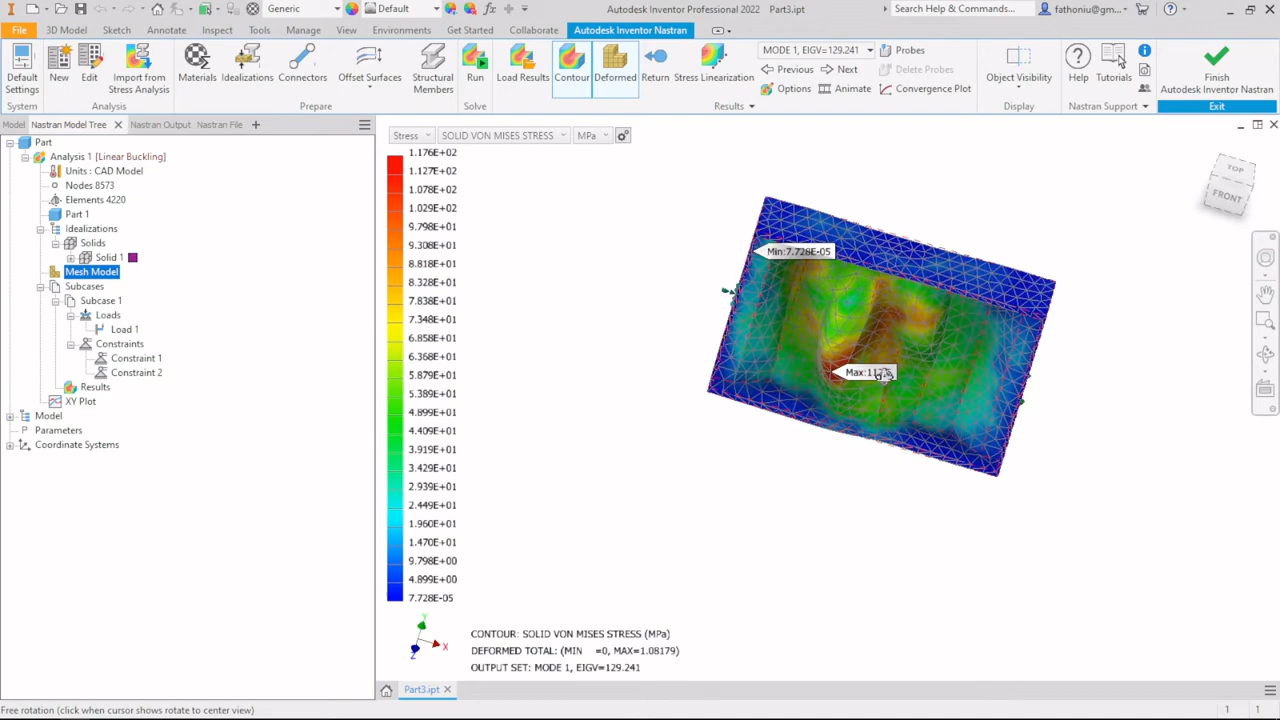 Generic
Default
Autodesk Inventor Professional 2022 Part3.ipt
Search Help & Commands...
fathoniu@gm...
File 3D Model Sketch Annotate Inspect Tools Manage View Environments Get Started Collaborate Autodesk Inventor Nastran
Default Settings
New
Edit
Import from Stress Analysis
Materials
Idealizations
Connectors
Offset Surfaces
Structural Members
Run
Load Results
Contour
Deformed
Return
Stress Linearization
MODE 1, EIGV=129.241
Previous Next
Options Animate
Probes
Delete Probes
Convergence Plot
Object Visibility
Help
Tutorials
Finish
Autodesk Inventor Nastran
System Analysis Prepare Solve Results Display Nastran Support Exit
Model Nastran Model Tree Nastran Output Nastran File
Part
Analysis 1 [Linear Buckling]
Units : CAD Model
Nodes 8573
Elements 4220
Part 1
Idealizations
Solids
Solid 1
Mesh Model
Subcases
Subcase 1
Loads
Load 1
Constraints
Constraint 1
Constraint 2
Results
XY Plot
Model
Parameters
Coordinate Systems
Stress SOLID VON MISES STRESS MPa
1.176E+02
1.127E+02
1.078E+02
1.029E+02
9.798E+01
9.308E+01
8.818E+01
8.328E+01
7.838E+01
7.348E+01
6.858E+01
6.368E+01
5.879E+01
5.389E+01
4.899E+01
4.409E+01
3.919E+01
3.429E+01
2.939E+01
2.449E+01
1.960E+01
1.470E+01
9.798E+00
4.899E+00
7.728E-05
Min:7.728E-05
TOP
FRONT
Y
X
Z
CONTOUR: SOLID VON MISES STRESS (MPa)
DEFORMED TOTAL: (MIN =0, MAX=1.08179)
OUTPUT SET: MODE 1, EIGV=129.241
Part3.ipt
Free rotation (click when cursor shows rotate to center view)
1 1